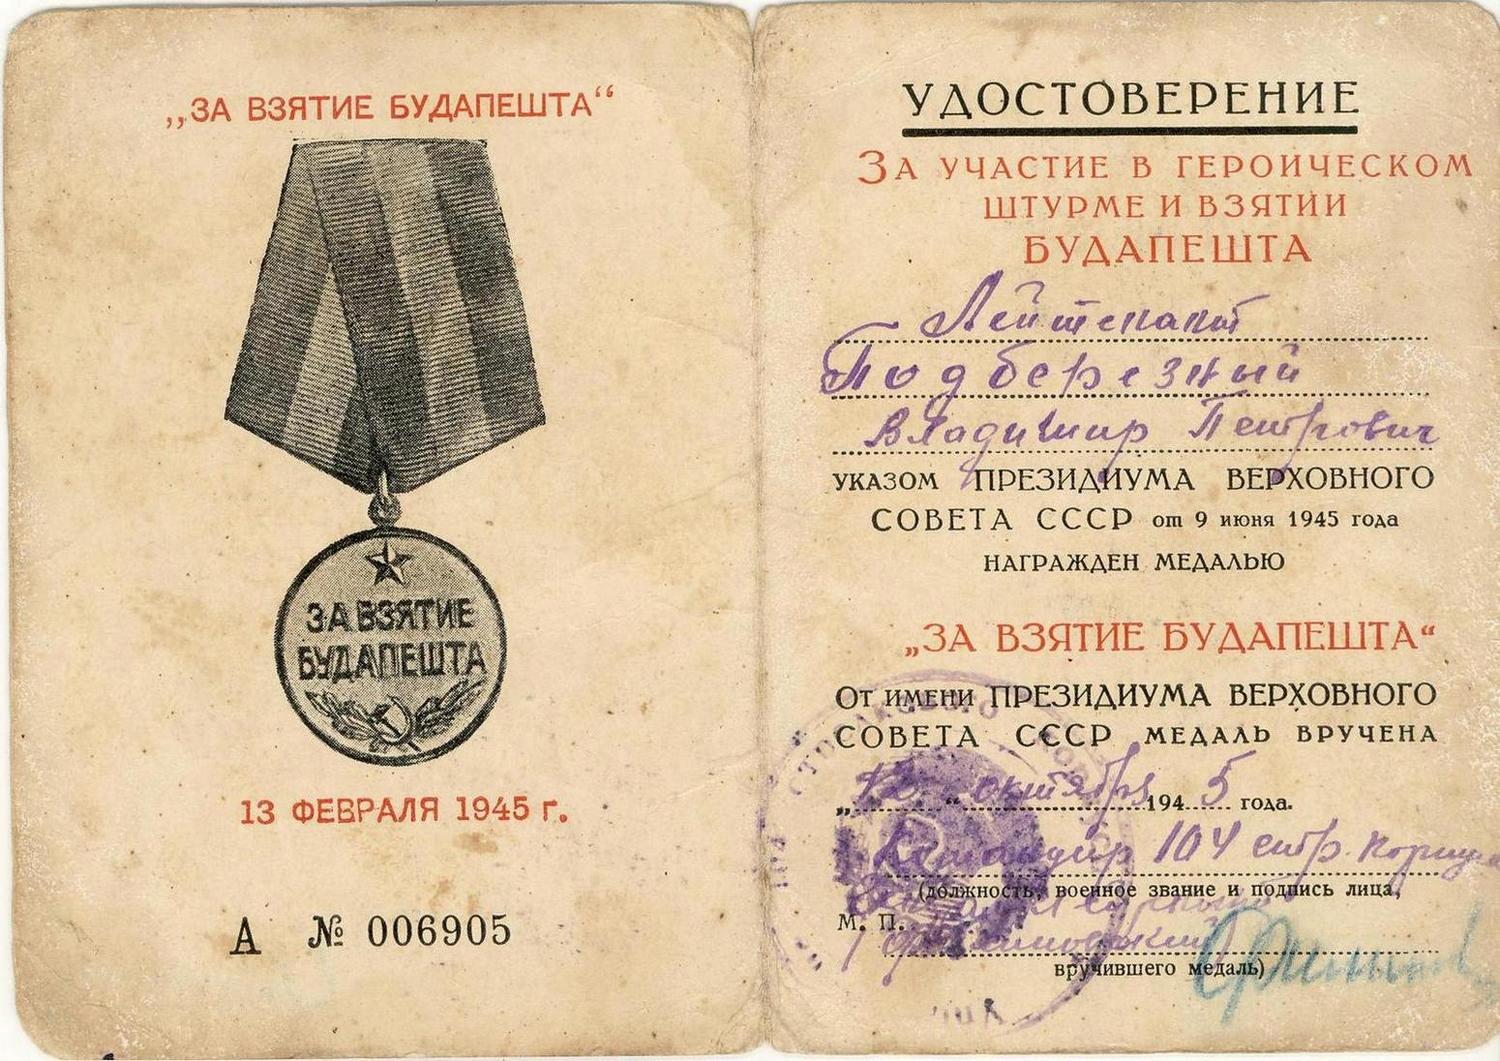 „ЗА ВЗЯТИЕ БУДАПЕШТА“
ЗА ВЗЯТИЕ
БУДАПЕШТА
13 ФЕВРАЛЯ 1945 г.
А № 006905
УДОСТОВЕРЕНИЕ
ЗА УЧАСТИЕ В ГЕРОИЧЕСКОМ
ШТУРМЕ И ВЗЯТИИ
БУДАПЕШТА
Лейтенант
Подберезный
Владимир Петрович
УКАЗОМ ПРЕЗИДИУМА ВЕРХОВНОГО
СОВЕТА СССР от 9 июня 1945 года
НАГРАЖДЕН МЕДАЛЬЮ
„ЗА ВЗЯТИЕ БУДАПЕШТА“
ОТ ИМЕНИ ПРЕЗИДИУМА ВЕРХОВНОГО
СОВЕТА СССР МЕДАЛЬ ВРУЧЕНА
„12“ октября 1945 года.
Командир 104 стр.
(должность, военное звание и подпись лица,
М. П.
вручившего медаль)